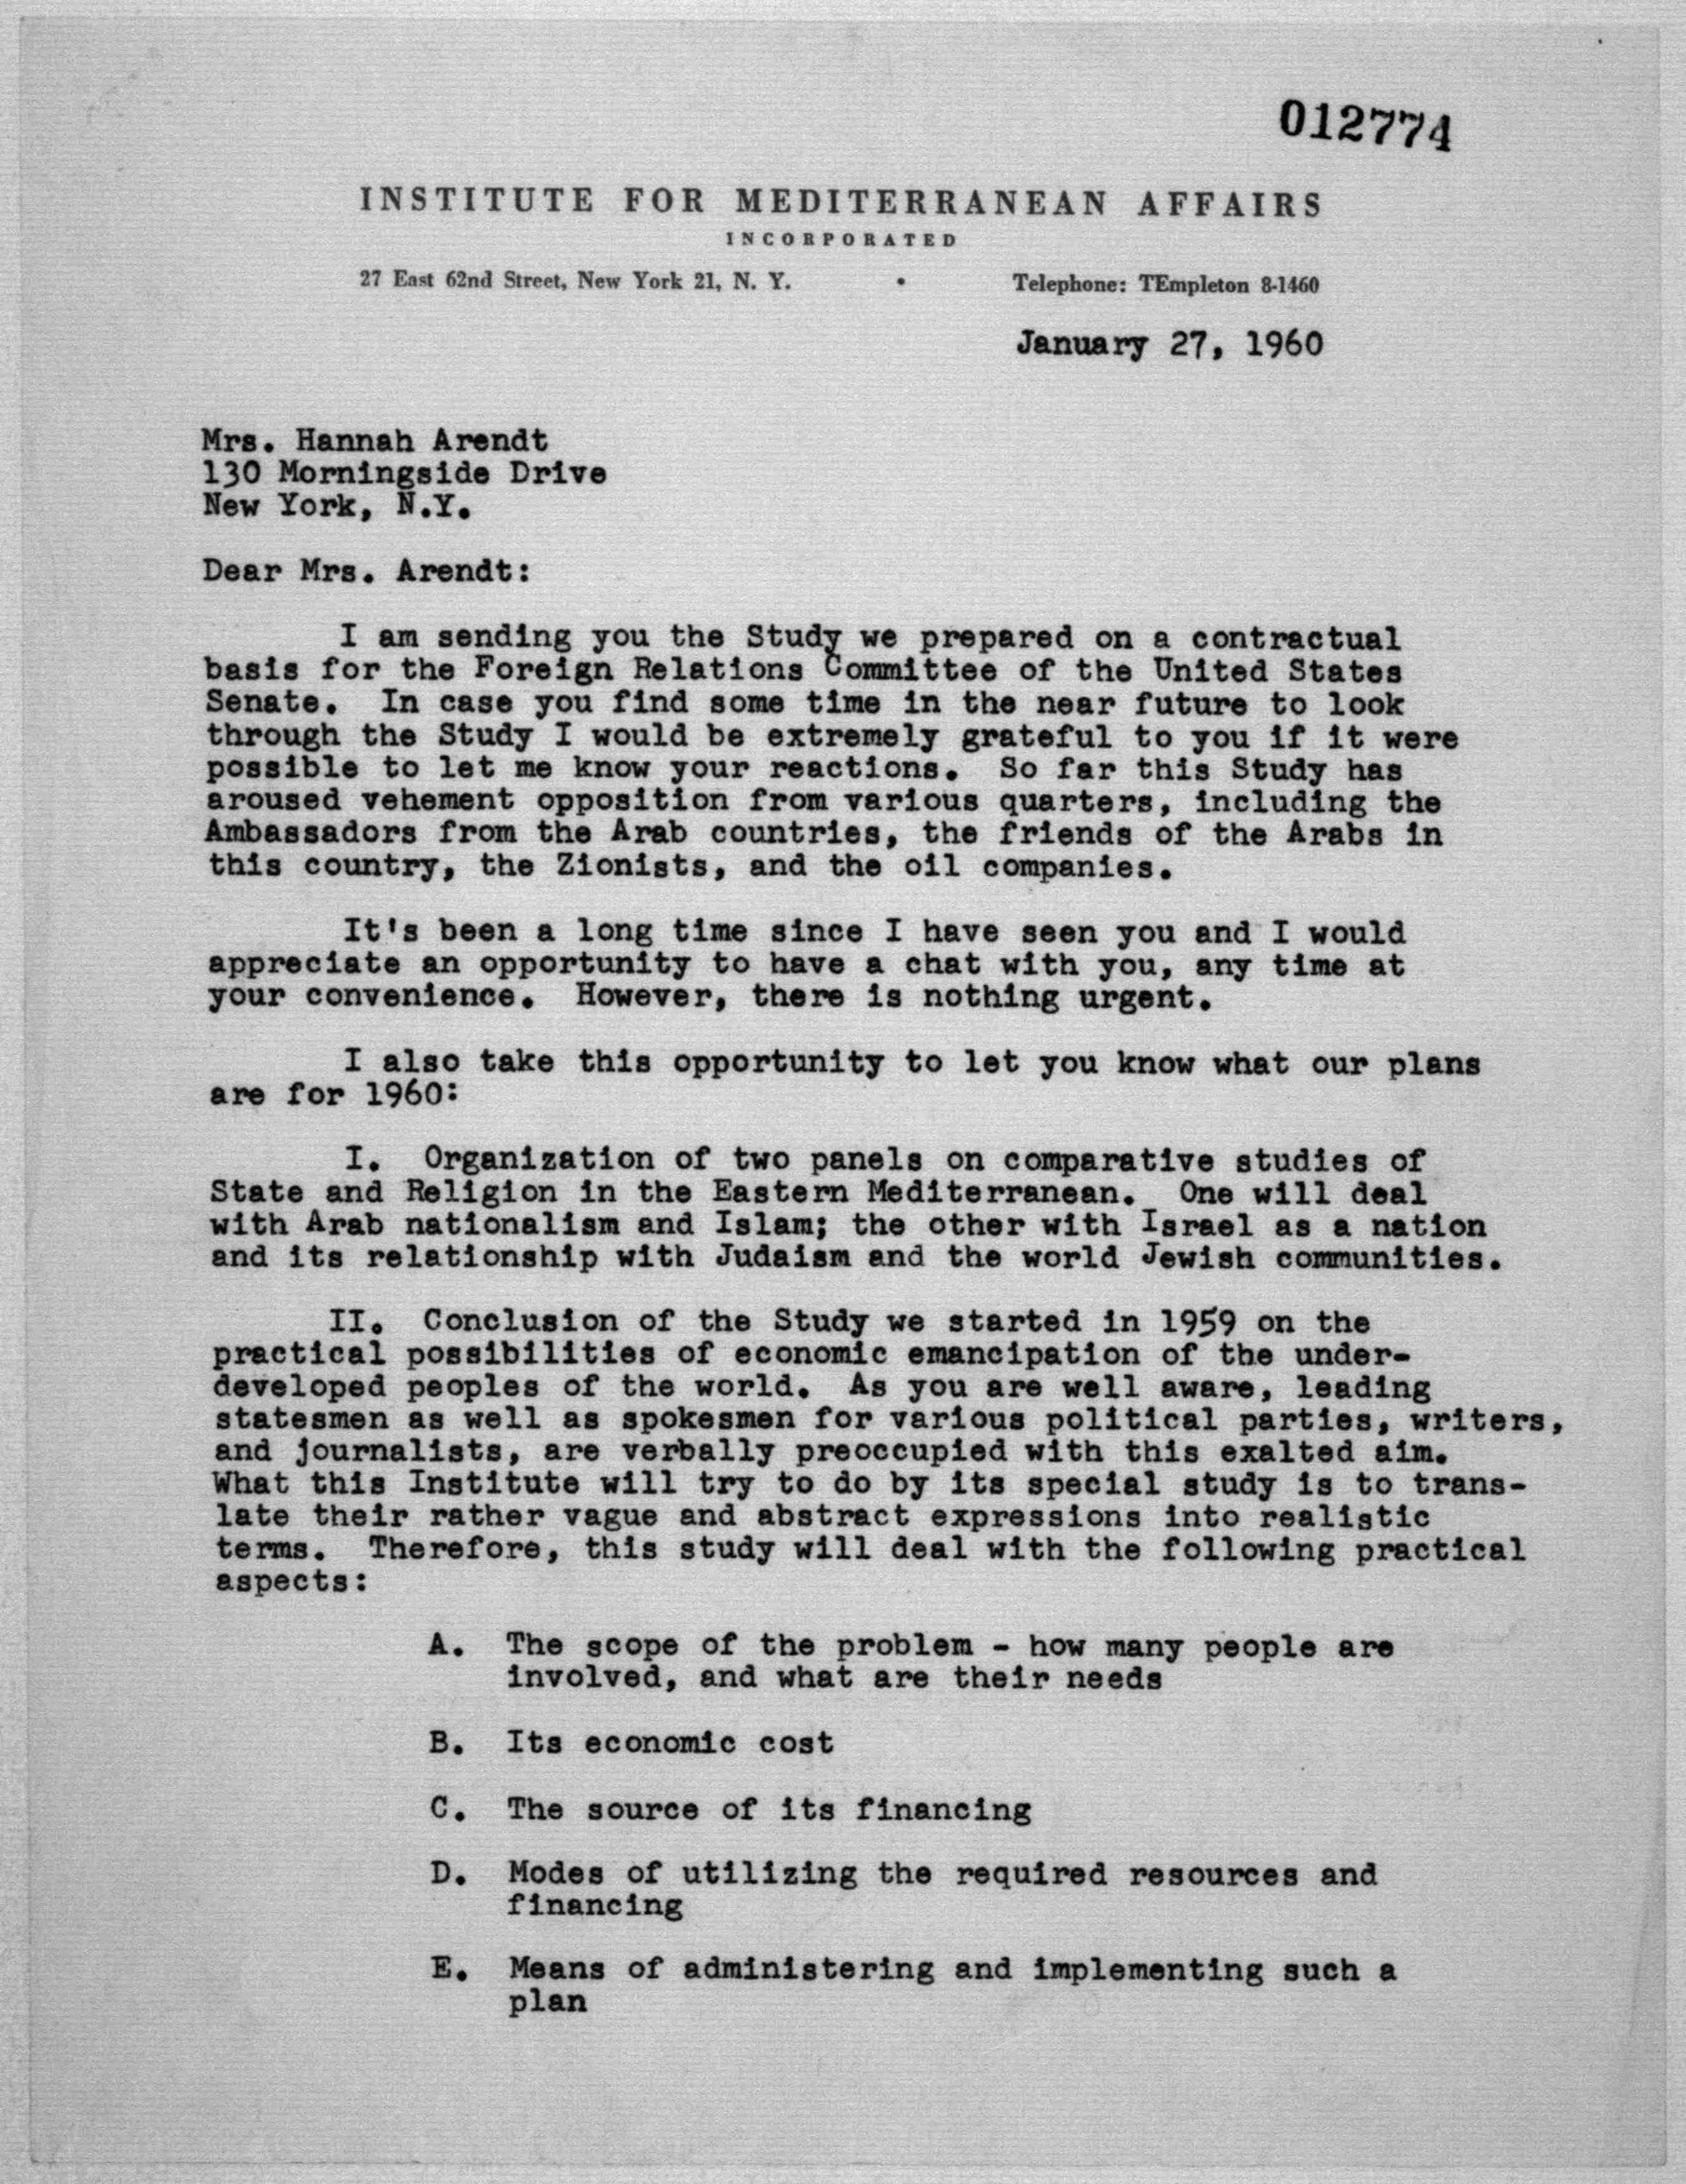 012774
INSTITUTE FOR MEDITERRANEAN AFFAIRS
INCORPORATED
27 East 62nd Street, New York 21, N. Y. • Telephone: TEmpleton 8-1460
January 27, 1960
Mrs. Hannah Arendt
130 Morningside Drive
New York, N.Y.
Dear Mrs. Arendt:
I am sending you the Study we prepared on a contractual
basis for the Foreign Relations Committee of the United States
Senate. In case you find some time in the near future to look
through the Study I would be extremely grateful to you if it were
possible to let me know your reactions. So far this Study has
aroused vehement opposition from various quarters, including the
Ambassadors from the Arab countries, the friends of the Arabs in
this country, the Zionists, and the oil companies.
It's been a long time since I have seen you and I would
appreciate an opportunity to have a chat with you, any time at
your convenience. However, there is nothing urgent.
I also take this opportunity to let you know what our plans
are for 1960:
I. Organization of two panels on comparative studies of
State and Religion in the Eastern Mediterranean. One will deal
with Arab nationalism and Islam; the other with Israel as a nation
and its relationship with Judaism and the world Jewish communities.
II. Conclusion of the Study we started in 1959 on the
practical possibilities of economic emancipation of the under-
developed peoples of the world. As you are well aware, leading
statesmen as well as spokesmen for various political parties, writers,
and journalists, are verbally preoccupied with this exalted aim.
What this Institute will try to do by its special study is to trans-
late their rather vague and abstract expressions into realistic
terms. Therefore, this study will deal with the following practical
aspects:
A. The scope of the problem - how many people are
involved, and what are their needs
B. Its economic cost
C. The source of its financing
D. Modes of utilizing the required resources and
financing
E. Means of administering and implementing such a
plan